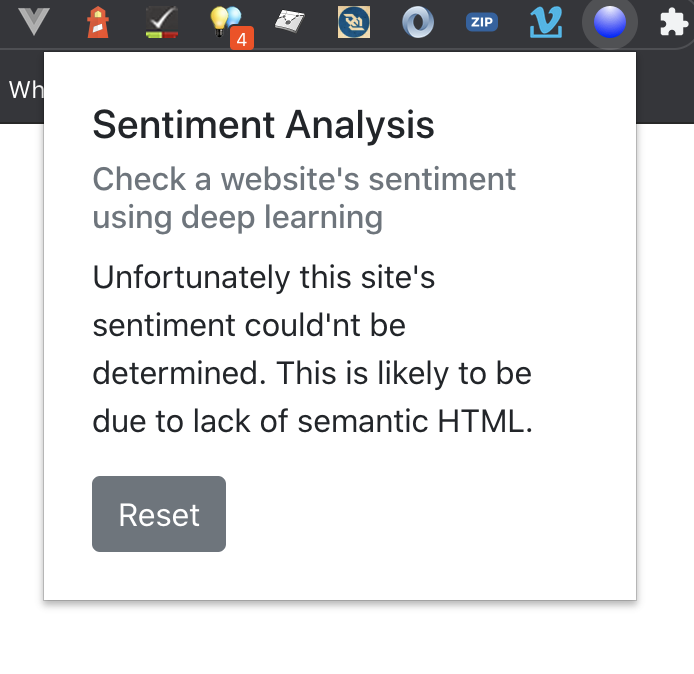 4
ZIP
Wh
Sentiment Analysis
Check a website's sentiment
using deep learning
Unfortunately this site's
sentiment could'nt be
determined. This is likely to be
due to lack of semantic HTML.
Reset